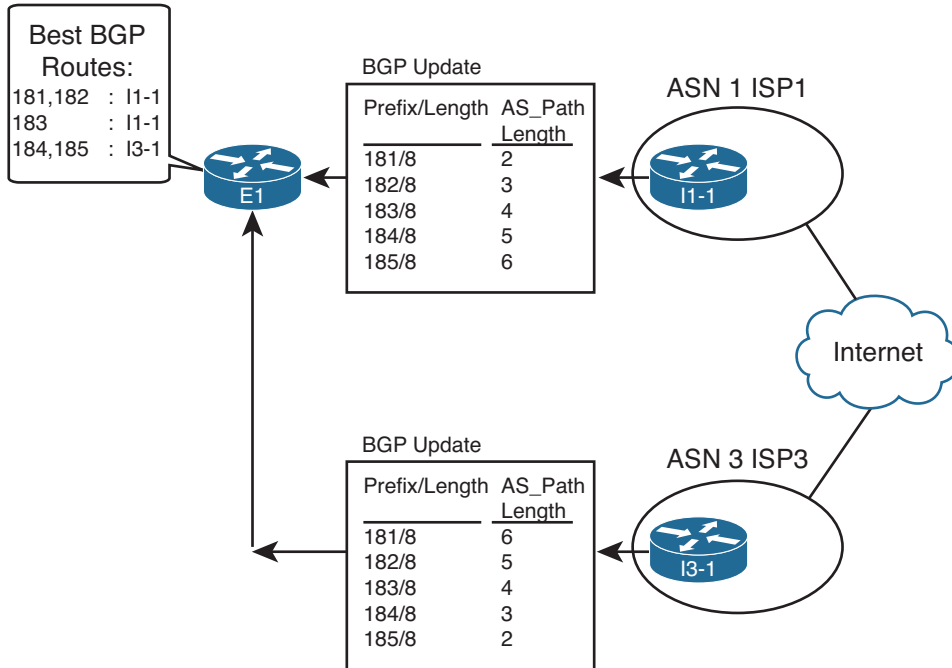 Best BGP
Routes:
181,182 : I1-1
183 : I1-1
184,185 : I3-1
E1
BGP Update
Prefix/Length AS_Path
Length
181/8 2
182/8 3
183/8 4
184/8 5
185/8 6
ASN 1 ISP1
I1-1
Internet
BGP Update
Prefix/Length AS_Path
Length
181/8 6
182/8 5
183/8 4
184/8 3
185/8 2
ASN 3 ISP3
I3-1